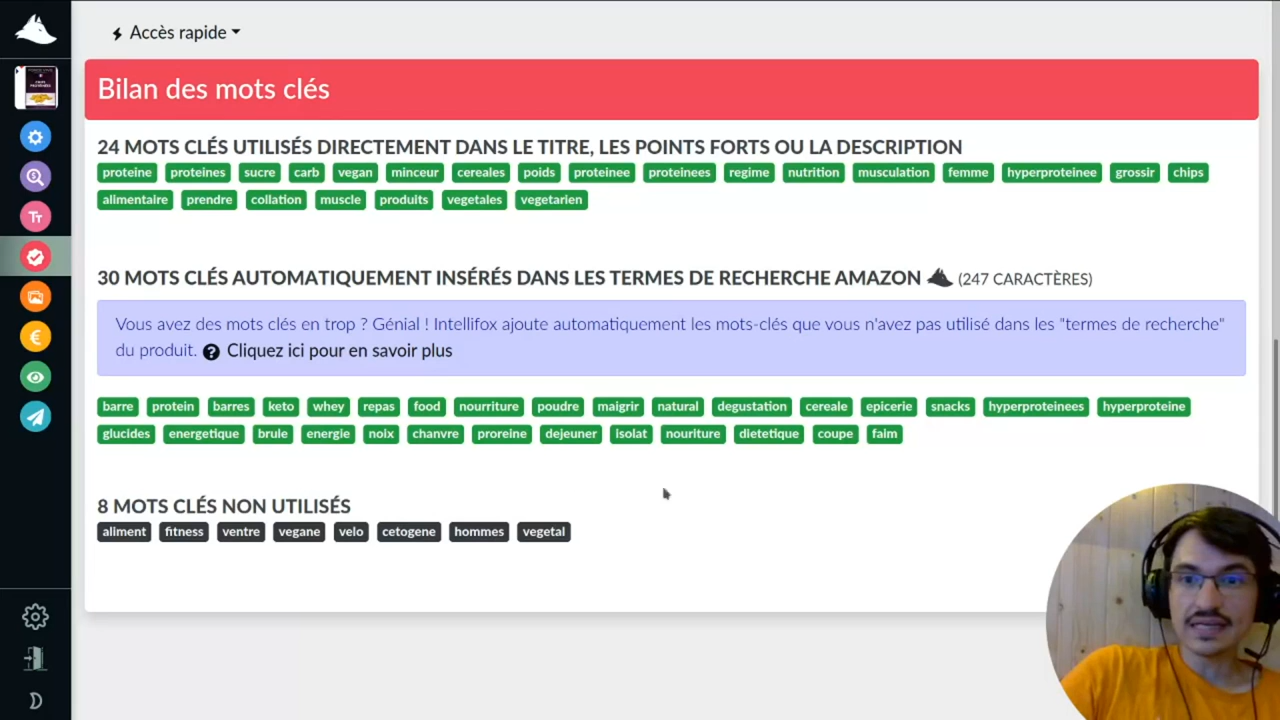 Accès rapide
Bilan des mots clés
24 MOTS CLÉS UTILISÉS DIRECTEMENT DANS LE TITRE, LES POINTS FORTS OU LA DESCRIPTION
proteine proteines sucre carb vegan minceur cereales poids proteinee proteinees regime nutrition musculation femme hyperproteinee grossir chips
alimentaire prendre collation muscle produits vegetales vegetarien
30 MOTS CLÉS AUTOMATIQUEMENT INSÉRÉS DANS LES TERMES DE RECHERCHE AMAZON (247 CARACTÈRES)
Vous avez des mots clés en trop ? Génial ! Intellifox ajoute automatiquement les mots-clés que vous n'avez pas utilisé dans les "termes de recherche"
du produit. ? Cliquez ici pour en savoir plus
barre protein barres keto whey repas food nourriture poudre maigrir natural degustation cereale epicerie snacks hyperproteinees hyperproteine
glucides energetique brule energie noix chanvre proreine dejeuner isolat nouriture dietetique coupe faim
8 MOTS CLÉS NON UTILISÉS
aliment fitness ventre vegane velo cetogene hommes vegetal